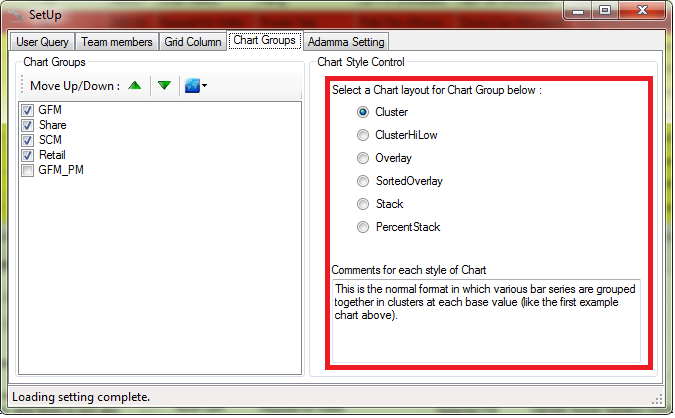 SetUp
User Query
Team members
Grid Column
Chart Groups
Adamma Setting
Chart Groups
Move Up/Down :
GFM
Share
SCM
Retail
GFM_PM
Chart Style Control
Select a Chart layout for Chart Group below :
Cluster
ClusterHiLow
Overlay
SortedOverlay
Stack
PercentStack
Comments for each style of Chart
This is the normal format in which various bar series are grouped
together in clusters at each base value (like the first example
chart above).
Loading setting complete.